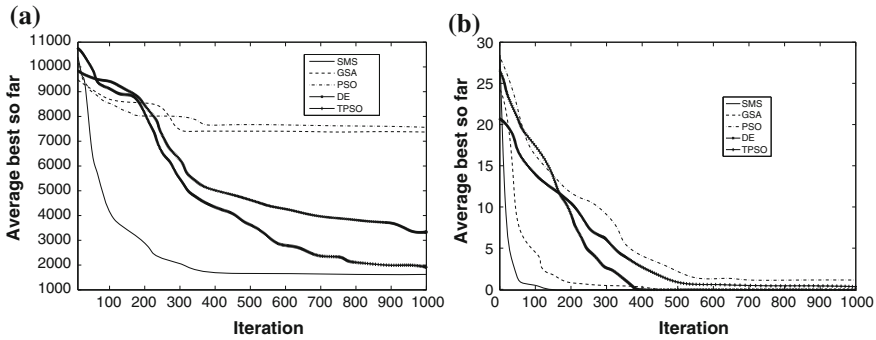 (a)
Average best so far
11000
10000
9000
8000
7000
6000
5000
4000
3000
2000
1000
SMS
GSA
PSO
DE
TPSO
100 200 300 400 500 600 700 800 900 1000
Iteration
(b)
Average best so far
30
25
20
15
10
5
0
SMS
GSA
PSO
DE
TPSO
0 100 200 300 400 500 600 700 800 900 1000
Iteration